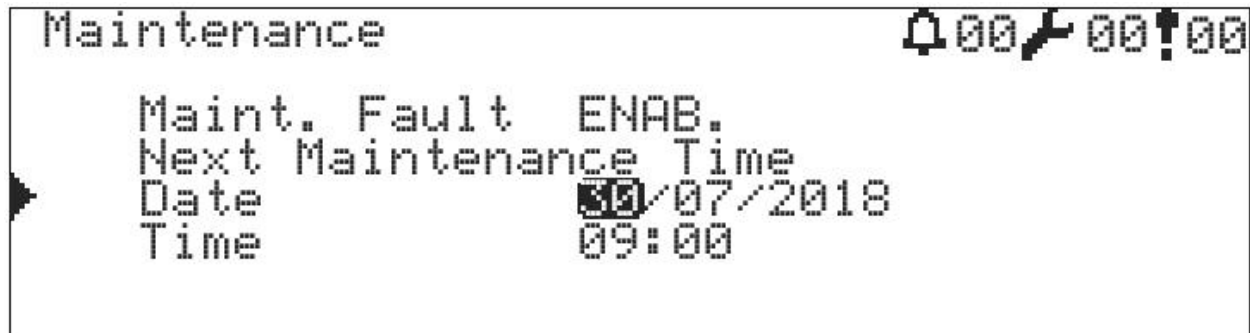 Maintenance 00 00 00
Maint. Fault ENAB.
Next Maintenance Time
Date 30/07/2018
Time 09:00